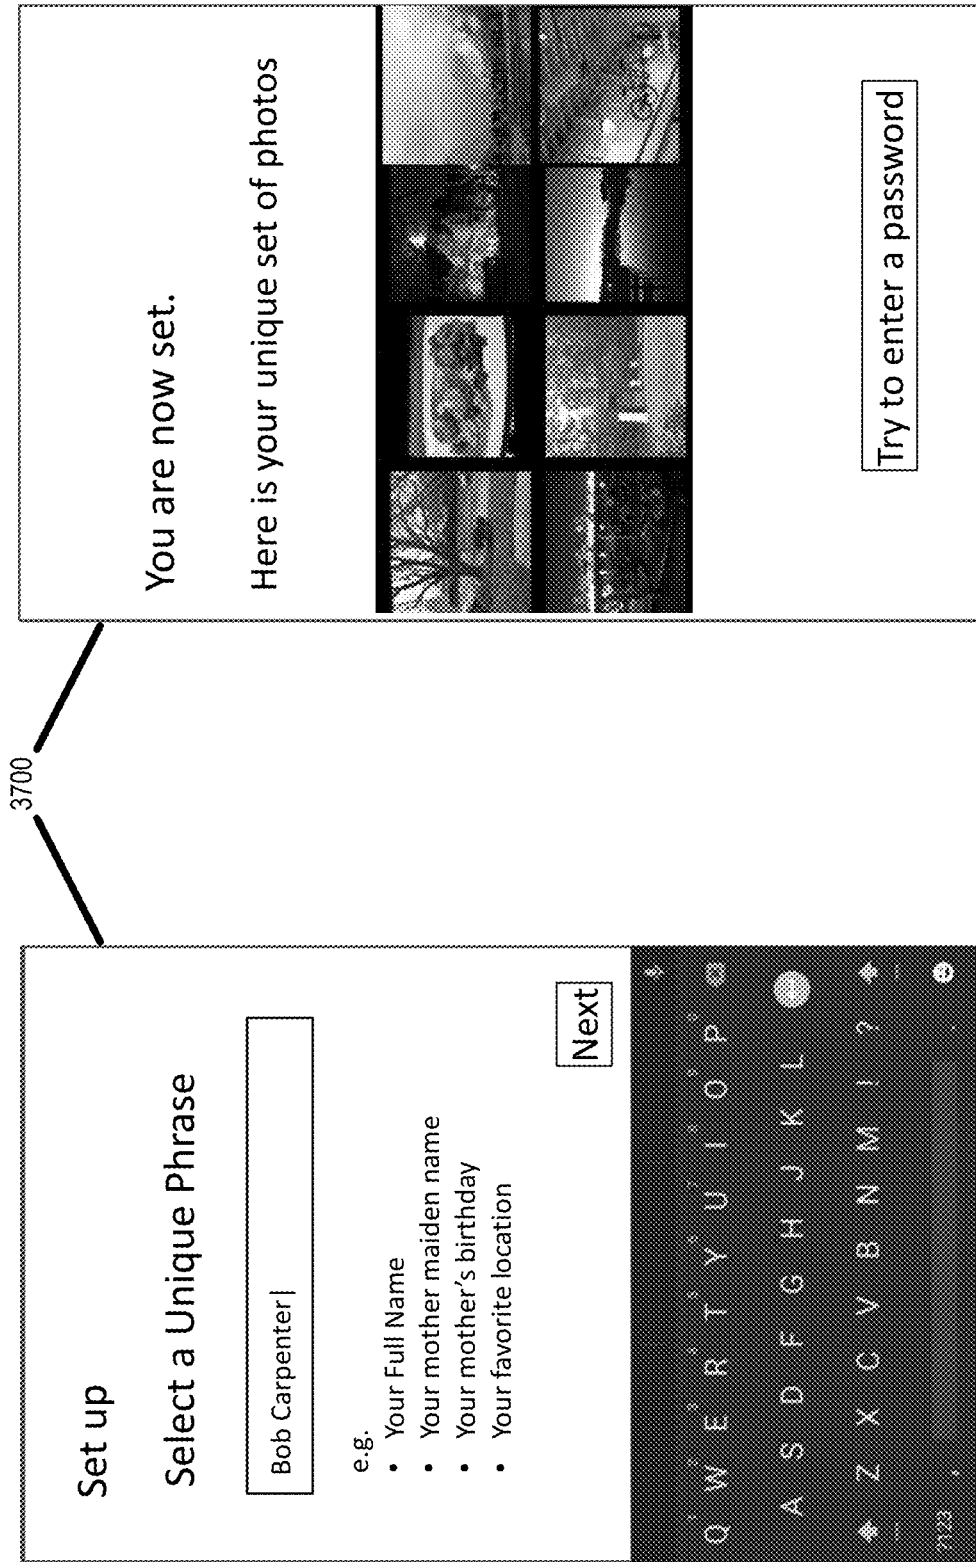 3700
Set up
Select a Unique Phrase
Bob Carpenter
e.g.
• Your Full Name
• Your mother maiden name
• Your mother's birthday
• Your favorite location
Next
Q W E R T Y U I O P
A S D F G H J K L
Z X C V B N M ! ?
?123 , .
You are now set.
Here is your unique set of photos
Try to enter a password